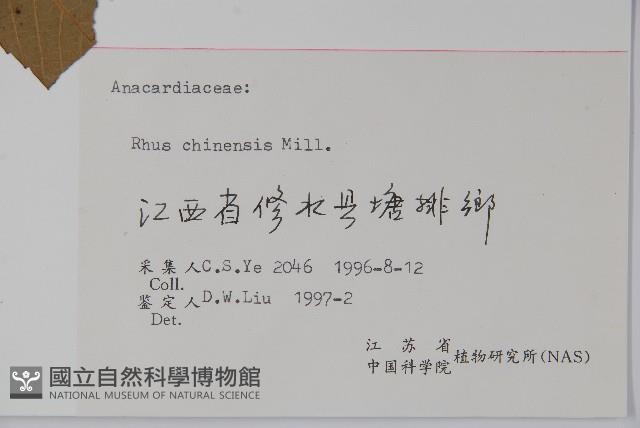 Anacardiaceae:
Rhus chinensis Mill.
江西省修水县塘排鄉
采集人C.S.Ye 2046 1996-8-12
Coll.
鉴定人D.W.Liu 1997-2
Det.
江苏省
中国科学院植物研究所(NAS)
國立自然科學博物館
NATIONAL MUSEUM OF NATURAL SCIENCE